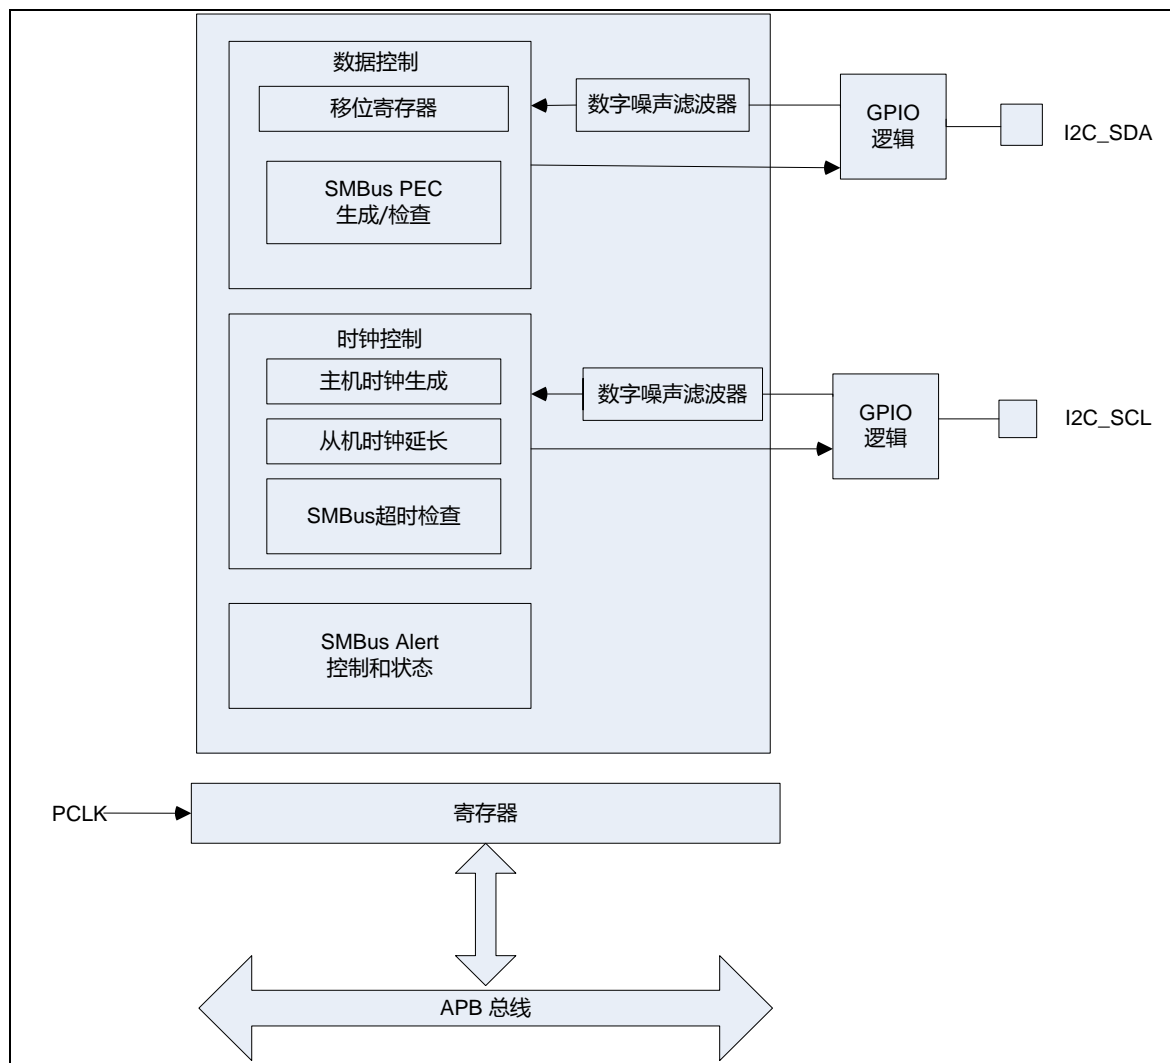 数据控制
移位寄存器
SMBus PEC
生成/检查
数字噪声滤波器
GPIO
逻辑
I2C_SDA
时钟控制
主机时钟生成
从机时钟延长
SMBus超时检查
数字噪声滤波器
GPIO
逻辑
I2C_SCL
SMBus Alert
控制和状态
PCLK
寄存器
APB 总线